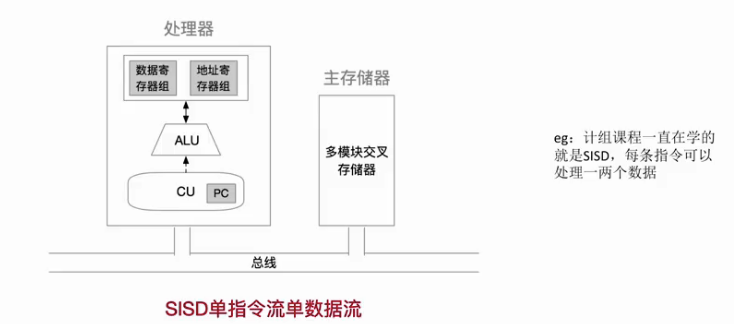 处理器
数据寄
存器组
地址寄
存器组
ALU
CU
PC
主存储器
多模块交叉
存储器
总线
eg：计组课程一直在学的
就是SISD，每条指令可以
处理一两个数据
SISD单指令流单数据流